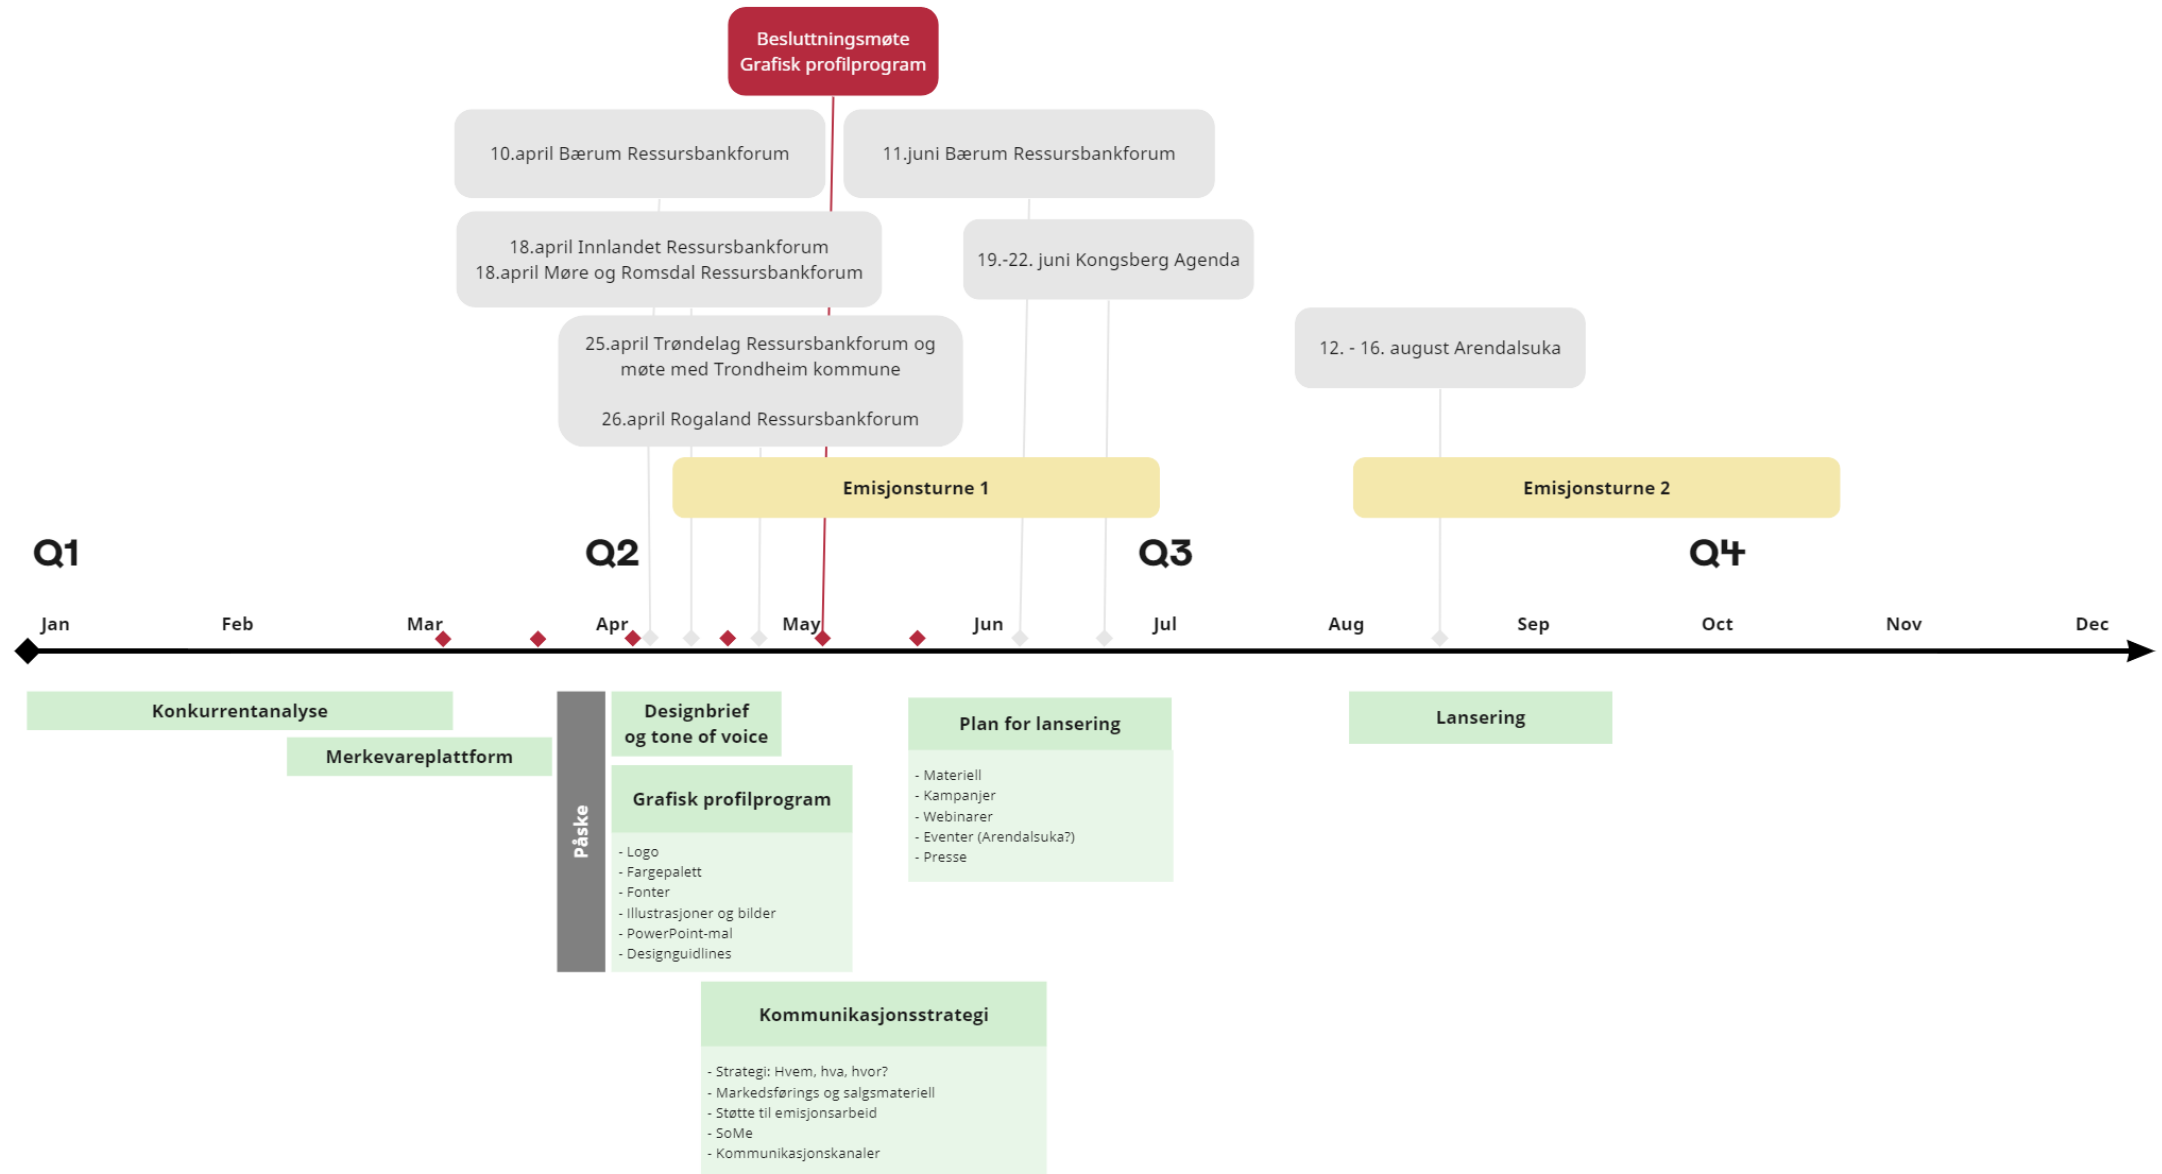 Besluttningsmøte
Grafisk profilprogram
10.april Bærum Ressursbankforum
11.juni Bærum Ressursbankforum
18.april Innlandet Ressursbankforum
18.april Møre og Romsdal Ressursbankforum
19.-22. juni Kongsberg Agenda
25.april Trøndelag Ressursbankforum og
møte med Trondheim kommune
26.april Rogaland Ressursbankforum
12. - 16. august Arendalsuka
Emisjonsturne 1
Emisjonsturne 2
Q1
Q2
Q3
Q4
Jan
Feb
Mar
Apr
May
Jun
Jul
Aug
Sep
Oct
Nov
Dec
Konkurrentanalyse
Merkevareplattform
Påske
Designbrief
og tone of voice
Grafisk profilprogram
- Logo
- Fargepalett
- Fonter
- Illustrasjoner og bilder
- PowerPoint-mal
- Designguidlines
Plan for lansering
- Materiell
- Kampanjer
- Webinarer
- Eventer (Arendalsuka?)
- Presse
Lansering
Kommunikasjonsstrategi
- Strategi: Hvem, hva, hvor?
- Markedsførings og salgsmateriell
- Støtte til emisjonsarbeid
- SoMe
- Kommunikasjonskanaler